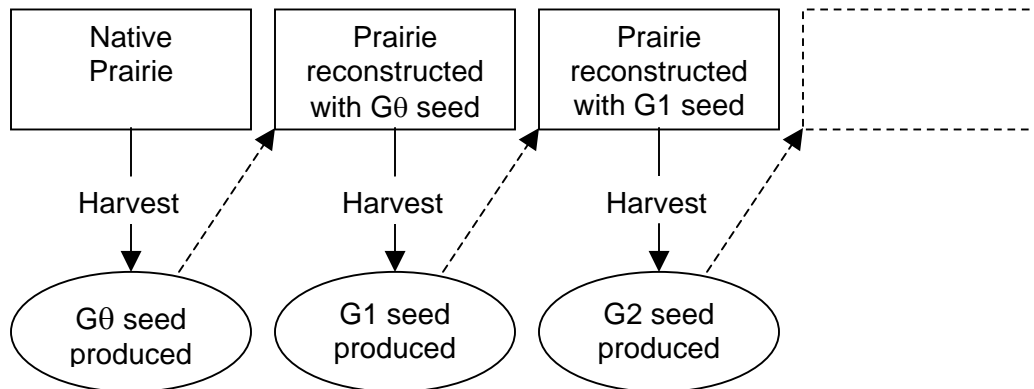 Native
Prairie
Prairie
reconstructed
with Gθ seed
Prairie
reconstructed
with G1 seed
Harvest
Harvest
Harvest
Gθ seed
produced
G1 seed
produced
G2 seed
produced